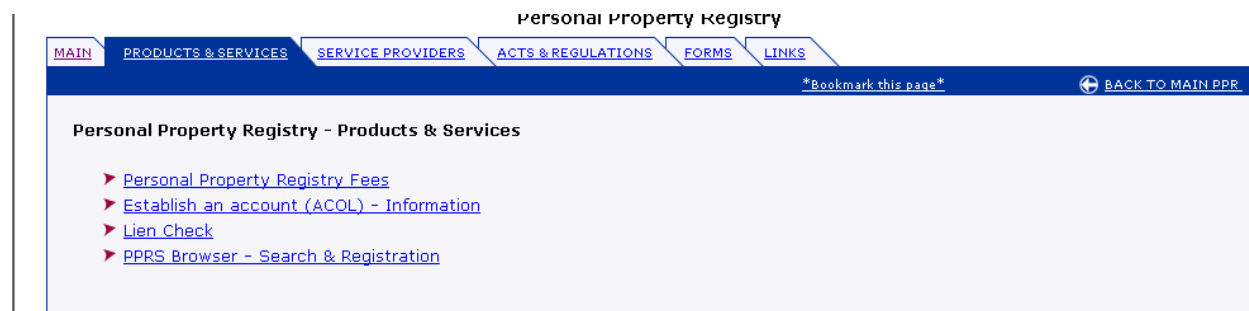 Personal Property Registry
MAIN PRODUCTS & SERVICES SERVICE PROVIDERS ACTS & REGULATIONS FORMS LINKS
*Bookmark this page* BACK TO MAIN PPR
Personal Property Registry - Products & Services
Personal Property Registry Fees
Establish an account (ACOL) - Information
Lien Check
PPRS Browser - Search & Registration